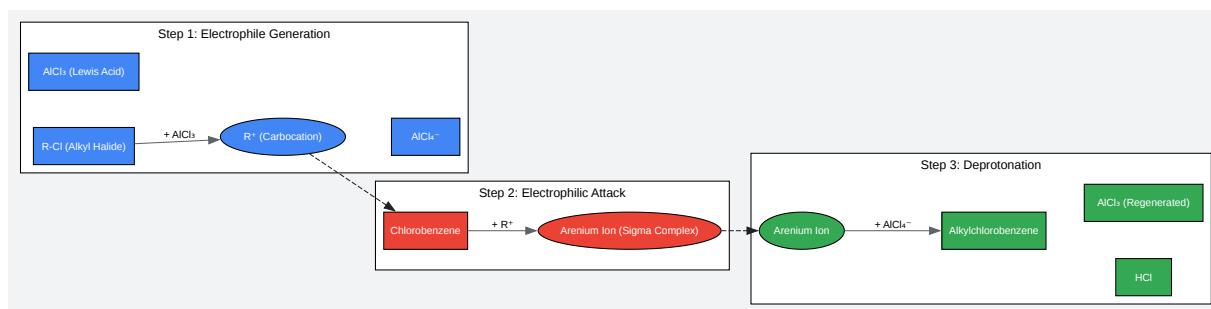 Step 1: Electrophile Generation
AlCl₃ (Lewis Acid)
R-Cl (Alkyl Halide)
+ AlCl₃
R⁺ (Carbocation)
AlCl₄⁻
Step 2: Electrophilic Attack
Chlorobenzene
+ R⁺
Arenium Ion (Sigma Complex)
Step 3: Deprotonation
Arenium Ion
+ AlCl₄⁻
Alkylchlorobenzene
AlCl₃ (Regenerated)
HCl